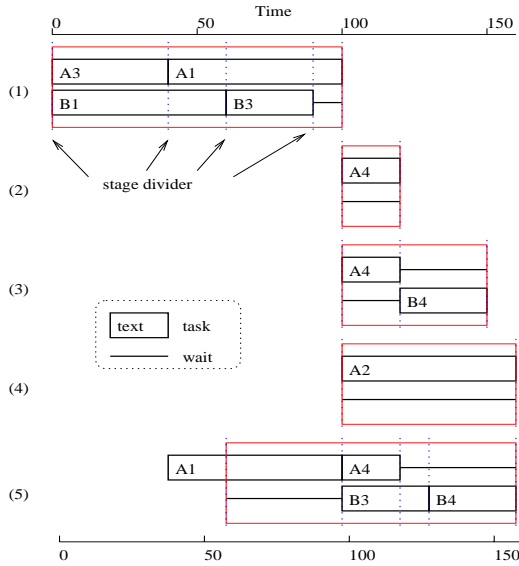 Time
0 50 100 150
A3 A1
(1)
B1 B3
stage divider
A4
(2)
A4
(3)
B4
text task
wait
A2
(4)
A1 A4
(5)
B3 B4
0 50 100 150